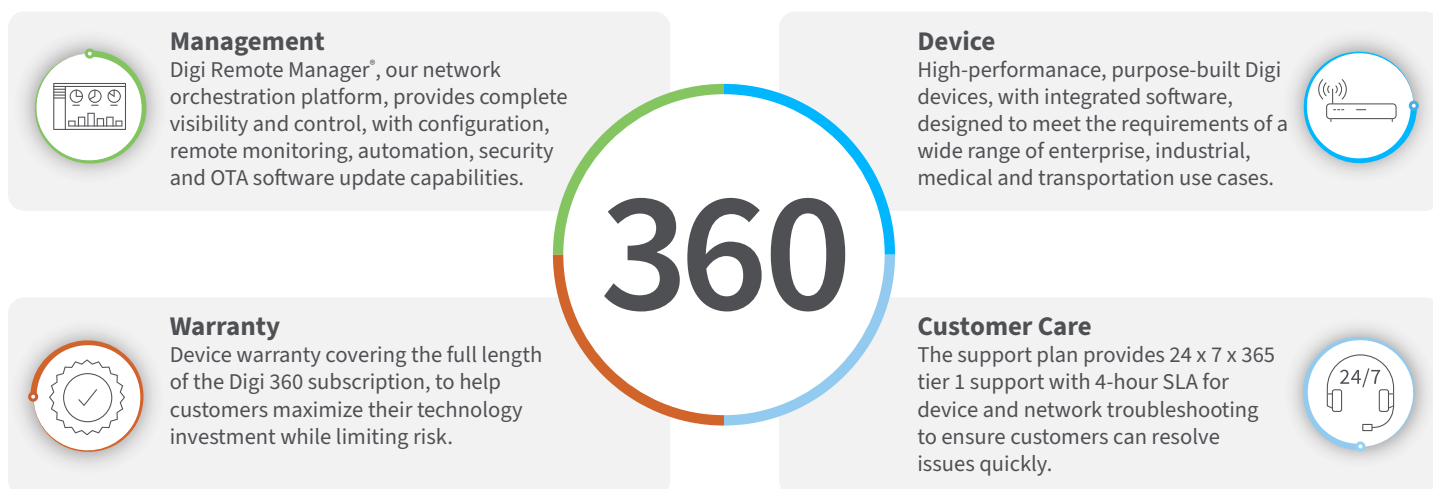 Management
Digi Remote Manager®, our network
orchestration platform, provides complete
visibility and control, with configuration,
remote monitoring, automation, security
and OTA software update capabilities.
Device
High-performanace, purpose-built Digi
devices, with integrated software,
designed to meet the requirements of a
wide range of enterprise, industrial,
medical and transportation use cases.
360
Warranty
Device warranty covering the full length
of the Digi 360 subscription, to help
customers maximize their technology
investment while limiting risk.
Customer Care
The support plan provides 24 x 7 x 365
tier 1 support with 4-hour SLA for
device and network troubleshooting
to ensure customers can resolve
issues quickly.
24/7